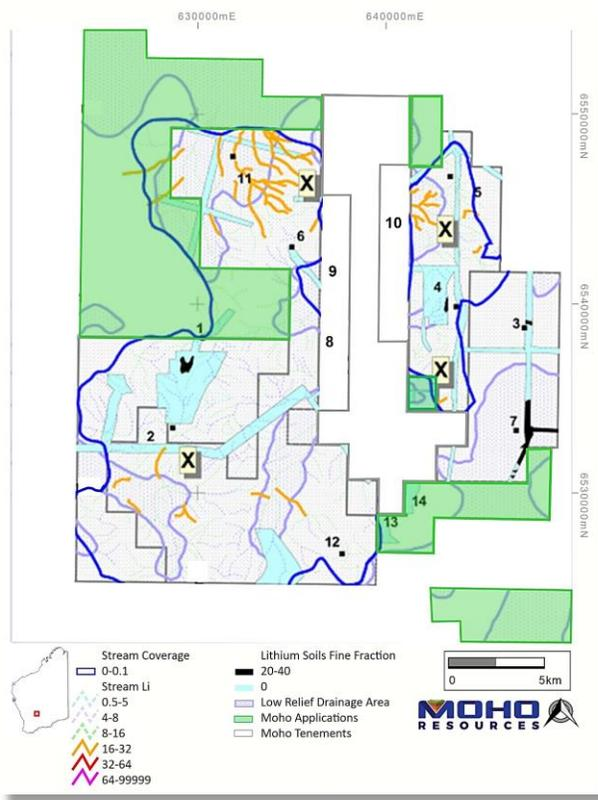 630000mE
640000mE
6550000mN
6540000mN
6530000mN
11
X
5
6
10
X
9
4
1
3
8
X
2
7
X
14
13
12
Stream Coverage
0-0.1
Stream Li
0.5-5
4-8
8-16
16-32
32-64
64-99999
Lithium Soils Fine Fraction
20-40
0
Low Relief Drainage Area
Moho Applications
Moho Tenements
0
5km
MOHO
RESOURCES